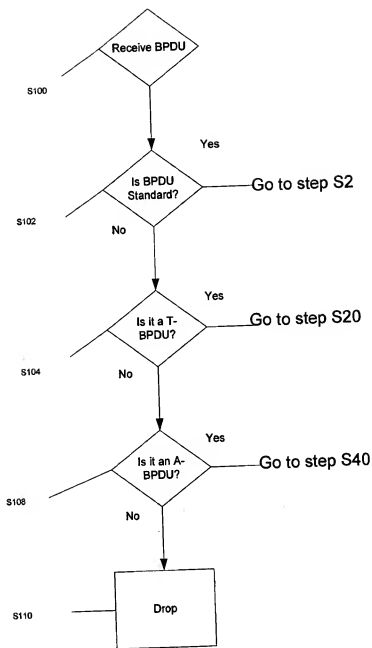 Receive BPDU
S100
Yes
Is BPDU
Standard?
Go to step S2
S102
No
Yes
Is it a T-
BPDU?
Go to step S20
S104
No
Yes
Is it an A-
BPDU?
Go to step S40
S108
No
Drop
S110